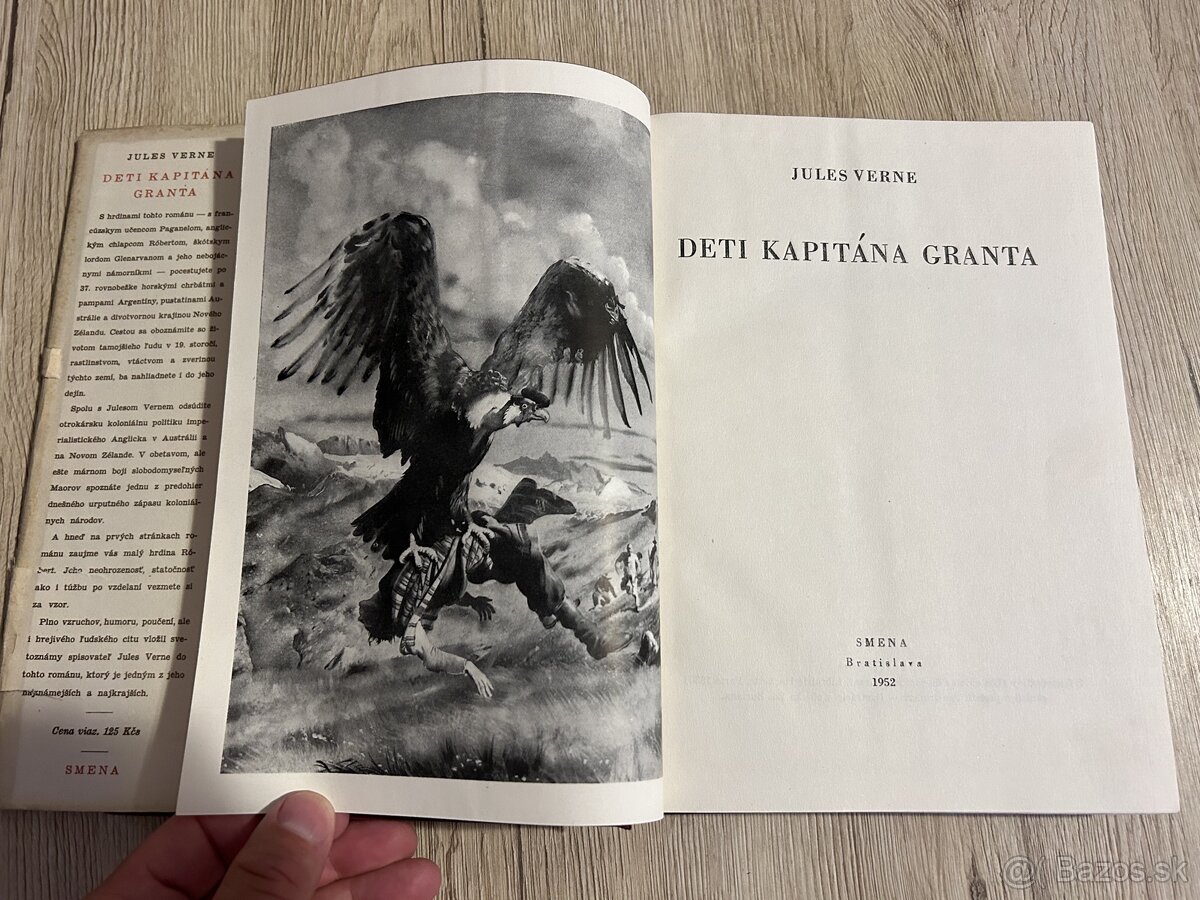 JULES VERNE
DETI KAPITÁNA
GRANTA
S hrdinami tohto románu — s fran-
cúzskym učencom Paganelom, anglic-
kým chlapcom Róbertom, škótskym
lordom Glenarvanom a jeho nebojác-
nymi námorníkmi — pocestujete po
37. rovnobežke horskými chrbátmi a
pampami Argentíny, pustatinami Au-
strálie a divotvornou krajinou Nového
Zélandu. Cestou sa oboznámite so ži-
votom tamojšieho ľudu v 19. storočí,
rastlinstvom, vtáctvom a zverinou
týchto zemí, ba nahliadnete i do jeho
dejín.
Spolu s Julesom Vernem odsúdite
otrokársku koloniálnu politiku impe-
rialistického Anglicka v Austrálii a
na Novom Zélande. V obetavom, ale
ešte márnom boji slobodomyseľných
Maorov spoznáte jednu z predohier
dnešného urputného zápasu koloniál-
nych národov.
A hneď na prvých stránkach ro-
mánu zaujme vás malý hrdina Ró-
bert. Jeho neohrozenosť, statočnosť
ako i túžbu po vzdelaní vezmete si
za vzor.
Plno vzruchov, humoru, poučení, ale
i hrejivého ľudského citu vložil sve-
toznámy spisovateľ Jules Verne do
tohto románu, ktorý je jedným z jeho
najznámejších a najkrajších.
Cena viaz. 125 Kčs
SMENA
JULES VERNE
DETI KAPITÁNA GRANTA
SMENA
Bratislava
1952
Bazos.sk